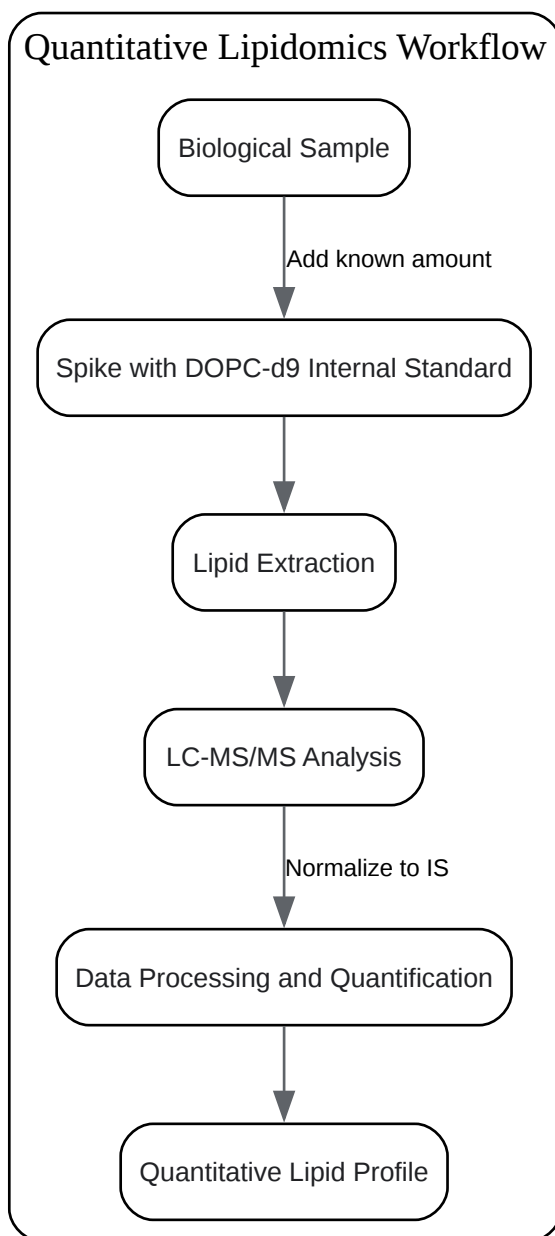 Quantitative Lipidomics Workflow
Biological Sample
Add known amount
Spike with DOPC-d9 Internal Standard
Lipid Extraction
LC-MS/MS Analysis
Normalize to IS
Data Processing and Quantification
Quantitative Lipid Profile